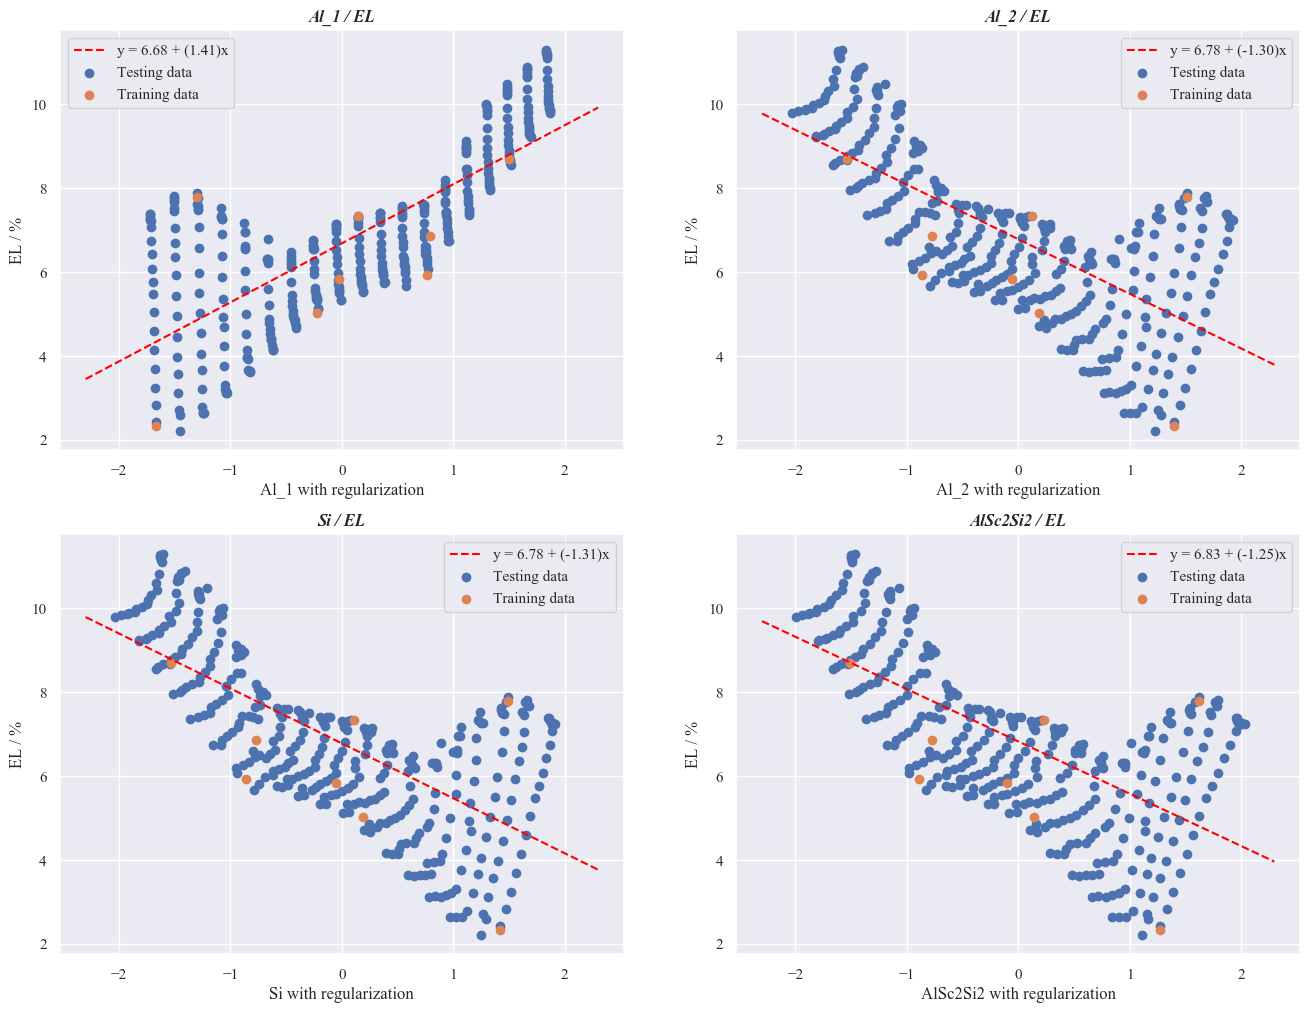 Al_1 / EL
y = 6.68 + (1.41)x
Testing data
Training data
10
8
6
4
2
EL / %
−2
−1
0
1
2
Al_1 with regularization
Al_2 / EL
y = 6.78 + (-1.30)x
Testing data
Training data
10
8
6
4
2
EL / %
−2
−1
0
1
2
Al_2 with regularization
Si / EL
y = 6.78 + (-1.31)x
Testing data
Training data
10
8
6
4
2
EL / %
−2
−1
0
1
2
Si with regularization
AlSc2Si2 / EL
y = 6.83 + (-1.25)x
Testing data
Training data
10
8
6
4
2
EL / %
−2
−1
0
1
2
AlSc2Si2 with regularization